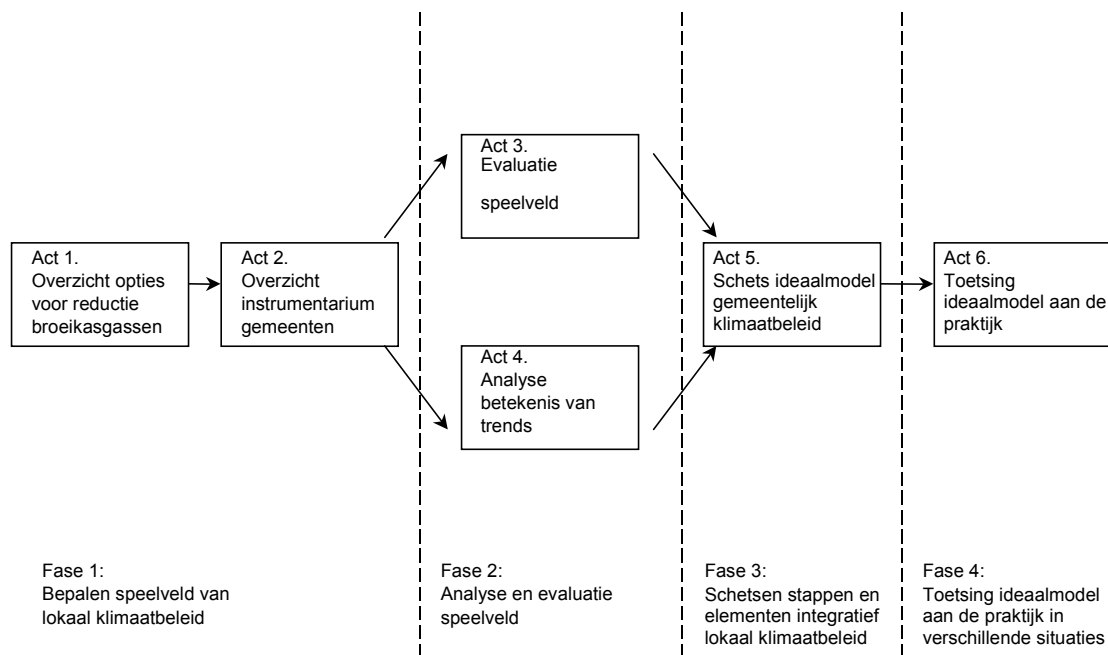 Act 1.
Overzicht opties
voor reductie
broeikasgassen
Act 2.
Overzicht
instrumentarium
gemeenten
Act 3.
Evaluatie
speelveld
Act 4.
Analyse
betekenis van
trends
Act 5.
Schets ideaalmodel
gemeentelijk
klimaatbeleid
Act 6.
Toetsing
ideaalmodel aan de
praktijk
Fase 1:
Bepalen speelveld van
lokaal klimaatbeleid
Fase 2:
Analyse en evaluatie
speelveld
Fase 3:
Schetsen stappen en
elementen integratief
lokaal klimaatbeleid
Fase 4:
Toetsing ideaalmodel
aan de praktijk in
verschillende situaties